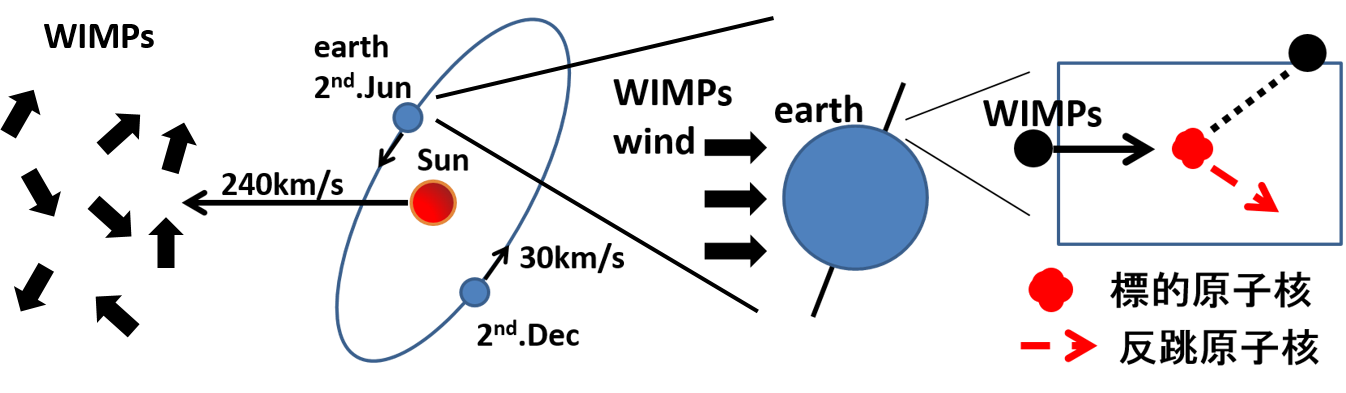 WIMPs
earth
2nd.Jun
Sun
240km/s
30km/s
2nd.Dec
WIMPs
wind
earth
WIMPs
標的原子核
反跳原子核